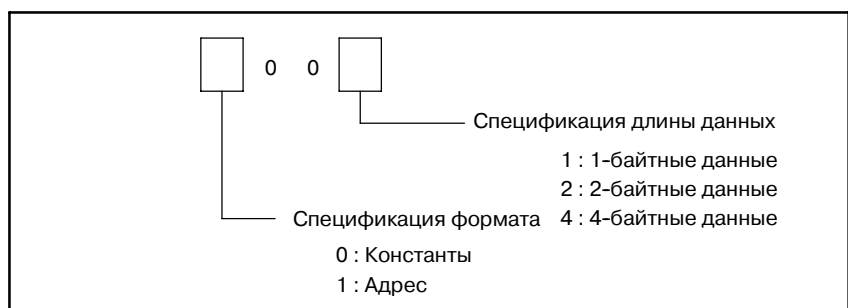 0 0
Спецификация длины данных
1 : 1-байтные данные
2 : 2-байтные данные
4 : 4-байтные данные
Спецификация формата
0 : Константы
1 : Адрес